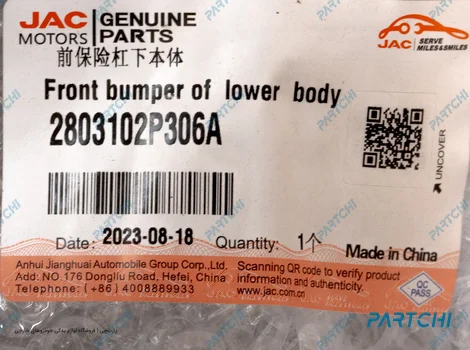 JAC MOTORS
GENUINE PARTS
JAC SERVE MILES&SMILES
前保险杠下本体
Front bumper of lower body
2803102P306A
UNCOVER
Date: 2023-08-18 Quantity: 1个 Made in China
Anhui Jianghuai Automobile Group Corp.,Ltd.
Add: NO 176 Dongliu Road, Hefei, China
Telephone: (+86) 4008889933
Scanning QR code to verify product
information and authenticity.
www.jac.com.cn
QC PASS
PARTCHI